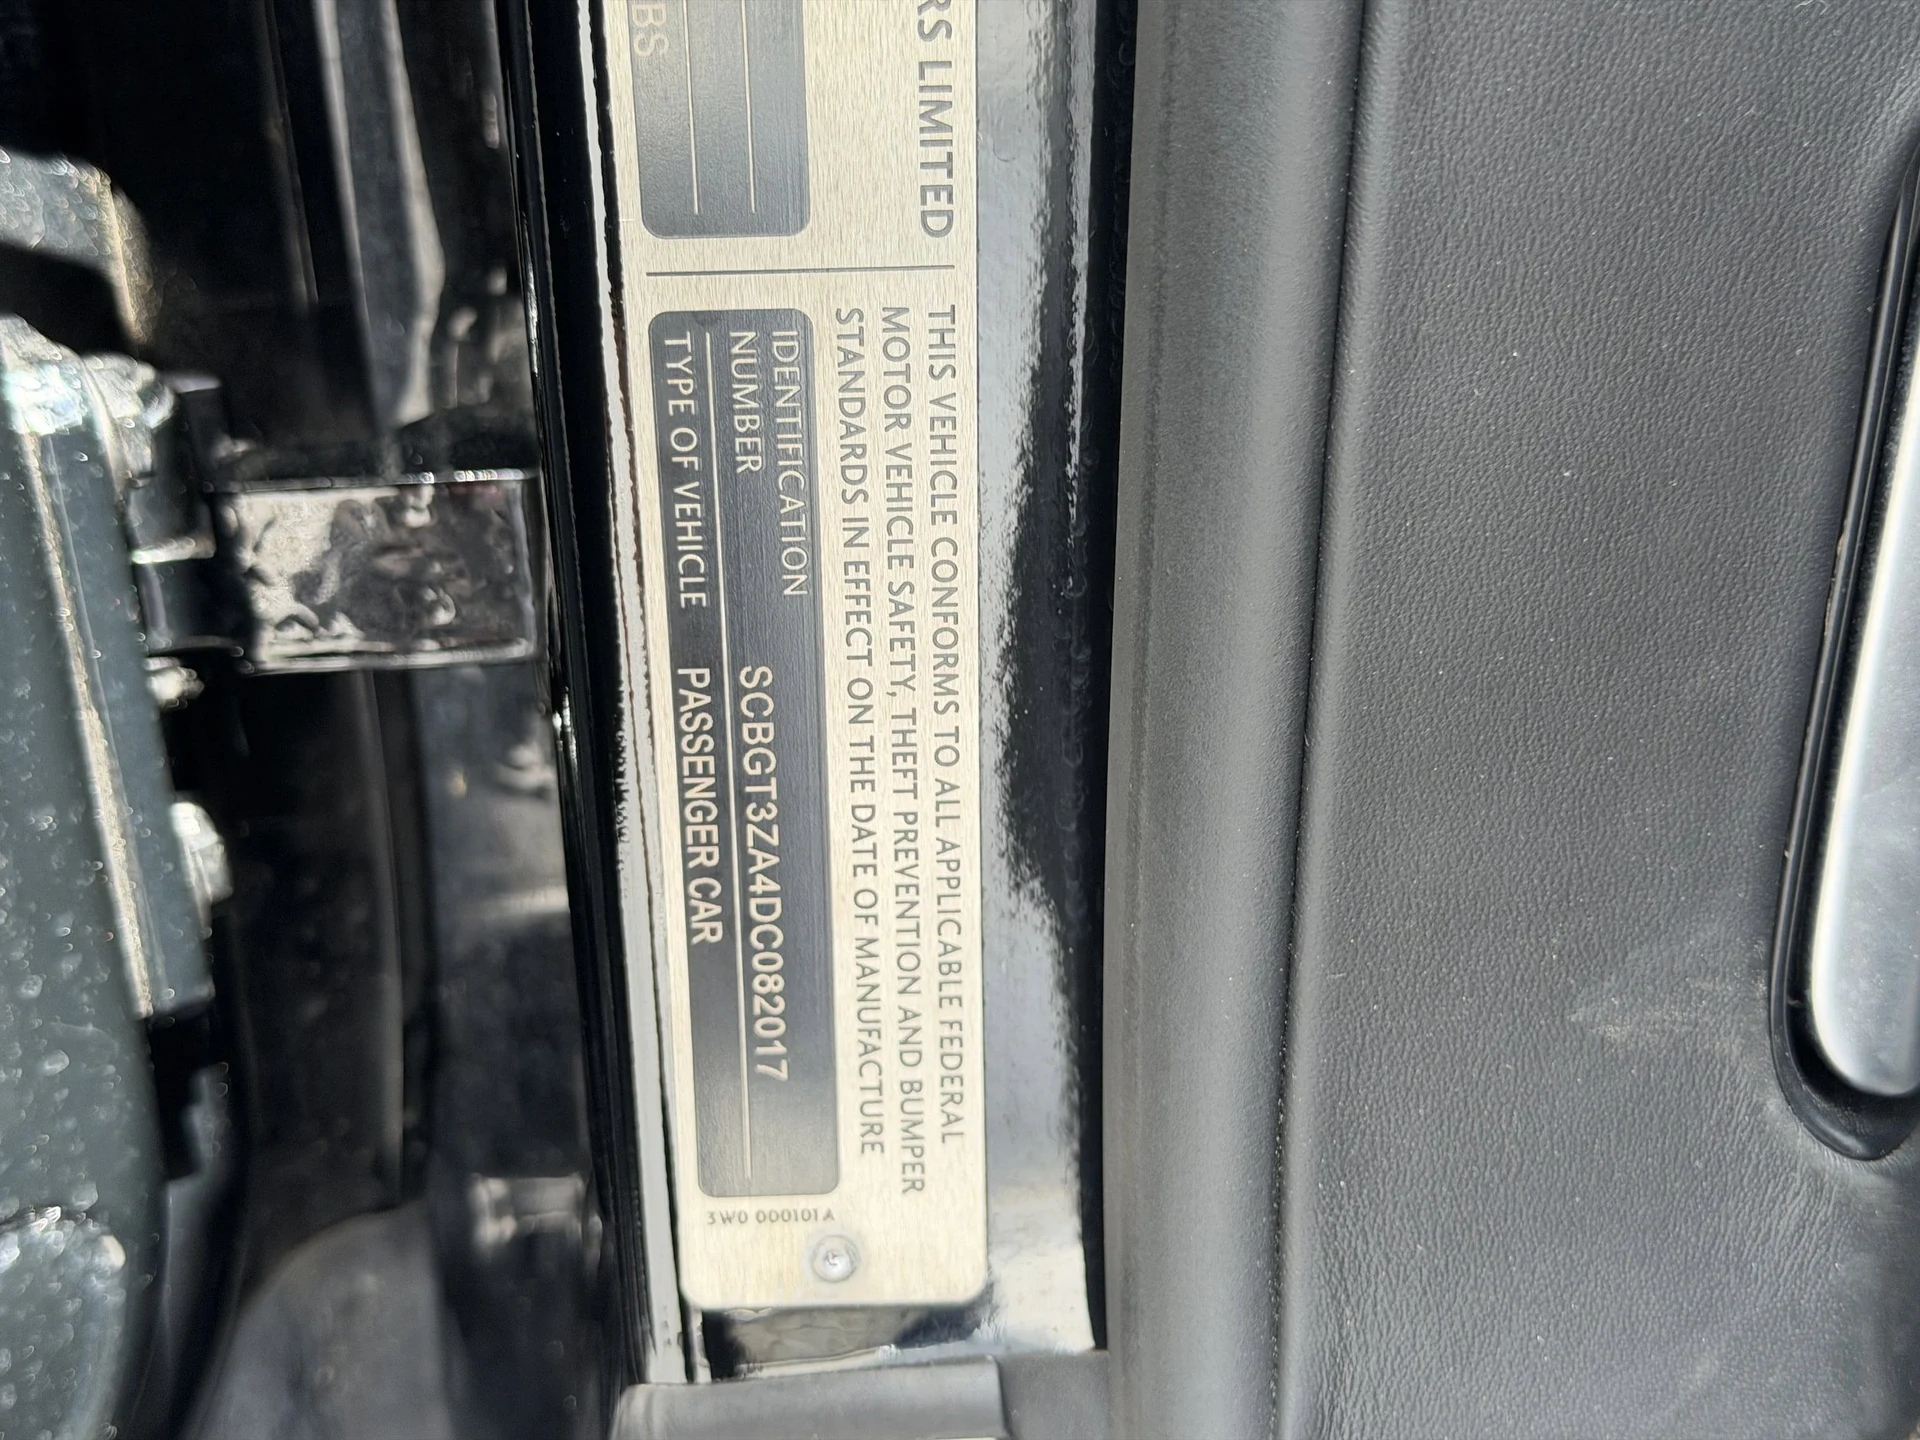 RS LIMITED
BS
THIS VEHICLE CONFORMS TO ALL APPLICABLE FEDERAL
MOTOR VEHICLE SAFETY, THEFT PREVENTION AND BUMPER
STANDARDS IN EFFECT ON THE DATE OF MANUFACTURE
IDENTIFICATION
NUMBER SCBGT3ZA4DC082017
TYPE OF VEHICLE PASSENGER CAR
3W0 000101A